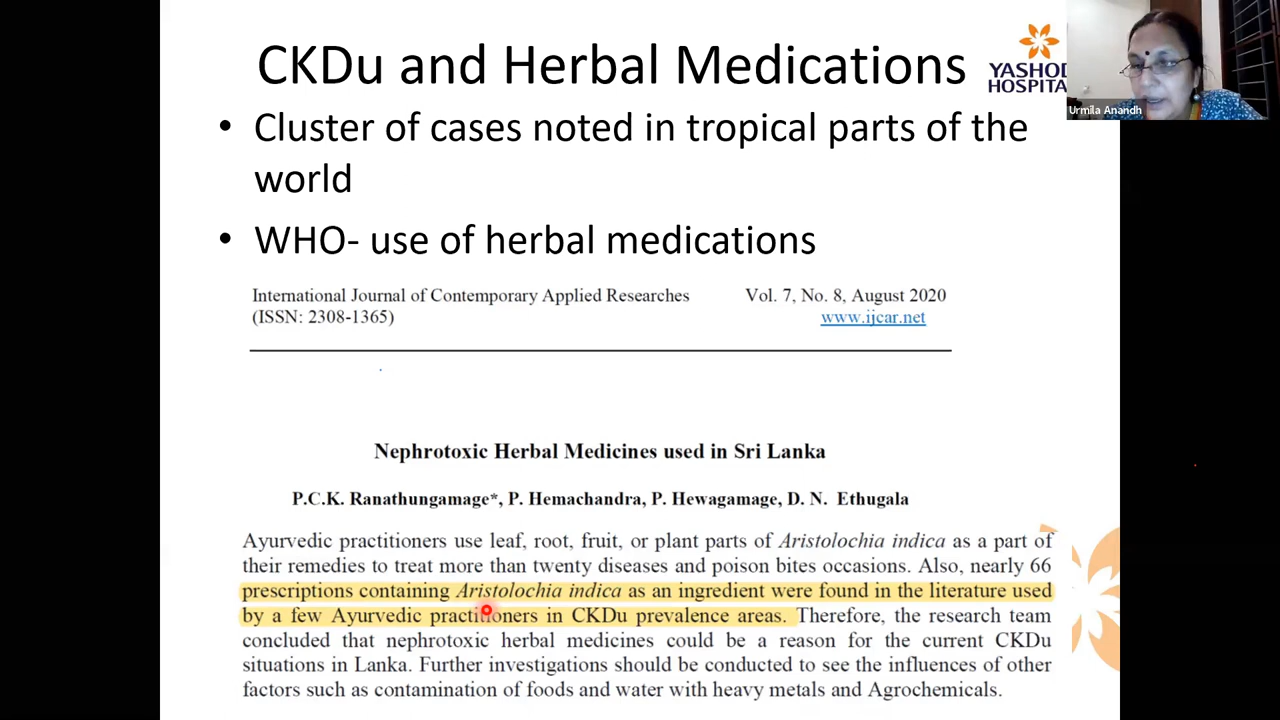 CKDu and Herbal Medications
YASHOD
HOSPITA
Urmila Anandh
• Cluster of cases noted in tropical parts of the
world
• WHO- use of herbal medications
International Journal of Contemporary Applied Researches Vol. 7, No. 8, August 2020
(ISSN: 2308-1365) www.ijcar.net
Nephrotoxic Herbal Medicines used in Sri Lanka
P.C.K. Ranathungamage*, P. Hemachandra, P. Hewagamage, D. N. Ethugala
Ayurvedic practitioners use leaf, root, fruit, or plant parts of Aristolochia indica as a part of
their remedies to treat more than twenty diseases and poison bites occasions. Also, nearly 66
prescriptions containing Aristolochia indica as an ingredient were found in the literature used
by a few Ayurvedic practitioners in CKDu prevalence areas. Therefore, the research team
concluded that nephrotoxic herbal medicines could be a reason for the current CKDu
situations in Lanka. Further investigations should be conducted to see the influences of other
factors such as contamination of foods and water with heavy metals and Agrochemicals.